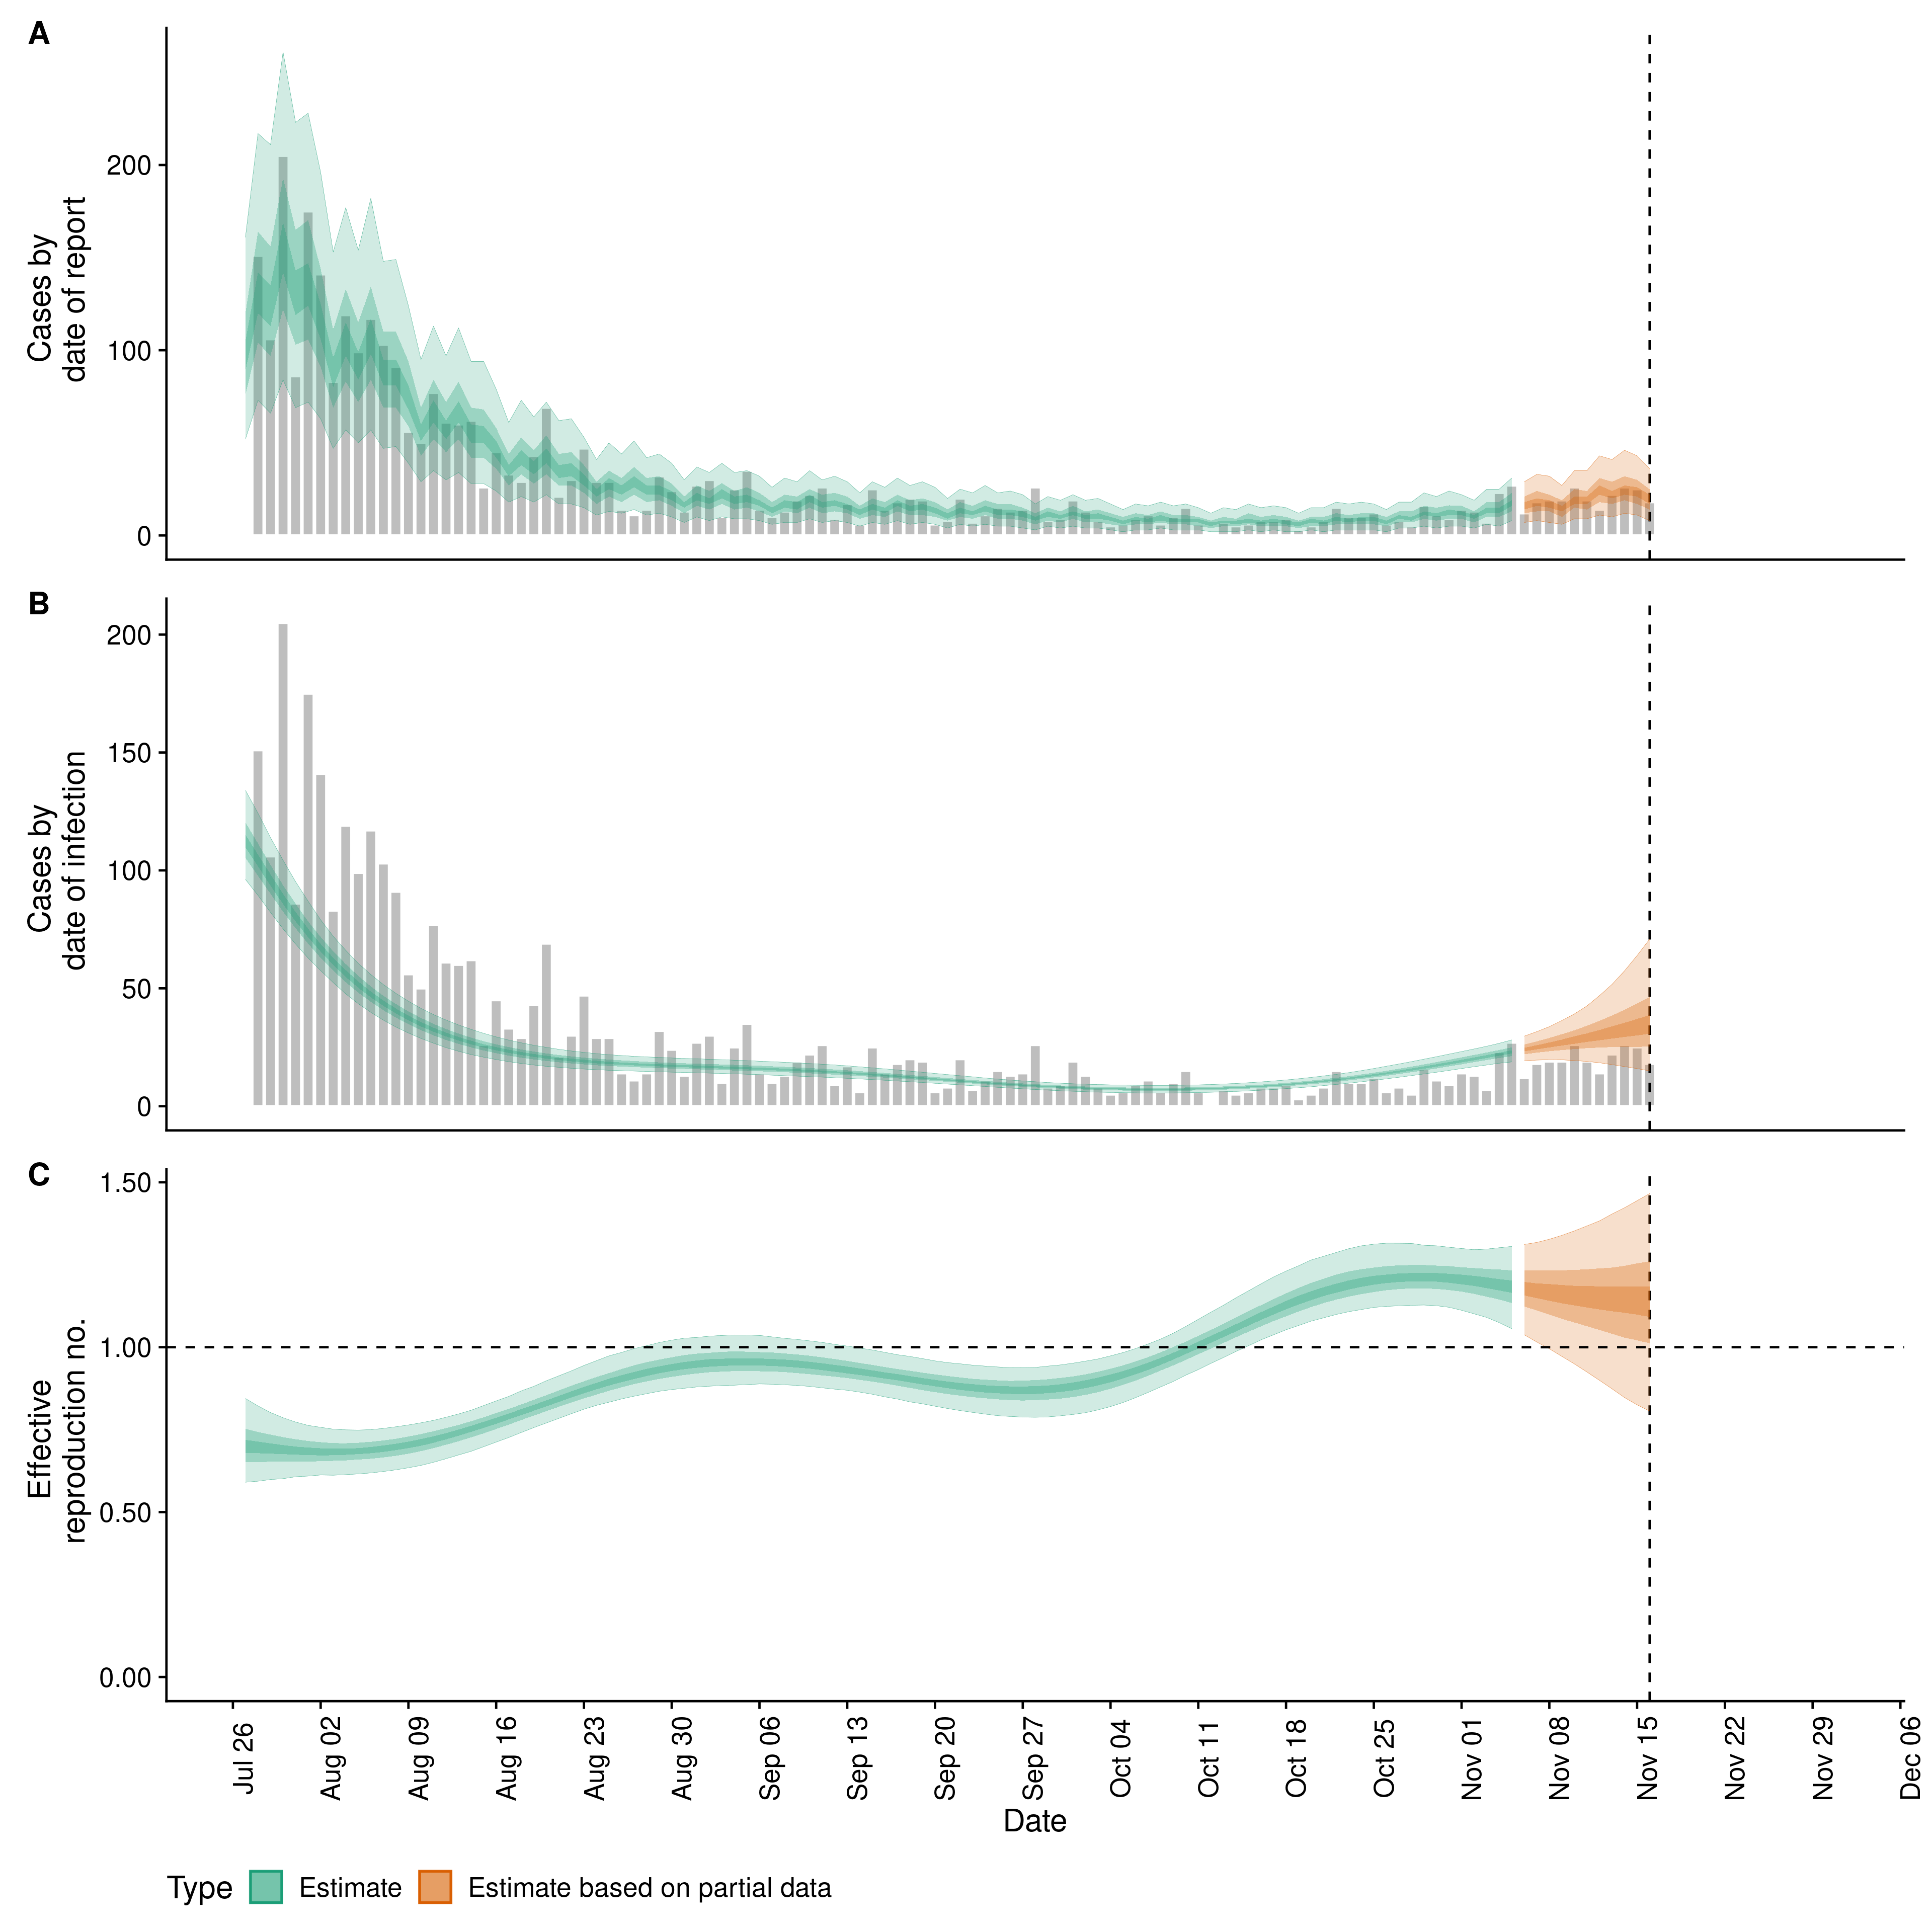 A
Cases by
date of report
200
100
0
B
Cases by
date of infection
200
150
100
50
0
C
Effective
reproduction no.
1.50
1.00
0.50
0.00
Jul 26
Aug 02
Aug 09
Aug 16
Aug 23
Aug 30
Sep 06
Sep 13
Sep 20
Sep 27
Oct 04
Oct 11
Oct 18
Oct 25
Nov 01
Nov 08
Nov 15
Nov 22
Nov 29
Dec 06
Date
Type Estimate Estimate based on partial data